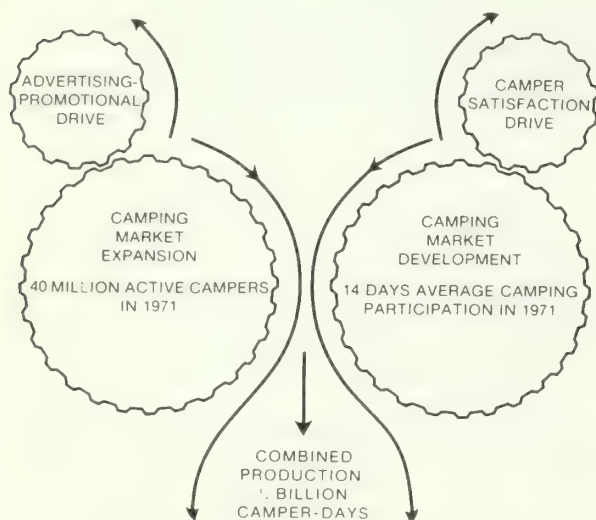 ADVERTISING-
PROMOTIONAL
DRIVE
CAMPER
SATISFACTION
DRIVE
CAMPING
MARKET
EXPANSION
40 MILLION ACTIVE CAMPERS
IN 1971
CAMPING
MARKET
DEVELOPMENT
14 DAYS AVERAGE CAMPING
PARTICIPATION IN 1971
COMBINED
PRODUCTION
BILLION
CAMPER-DAYS